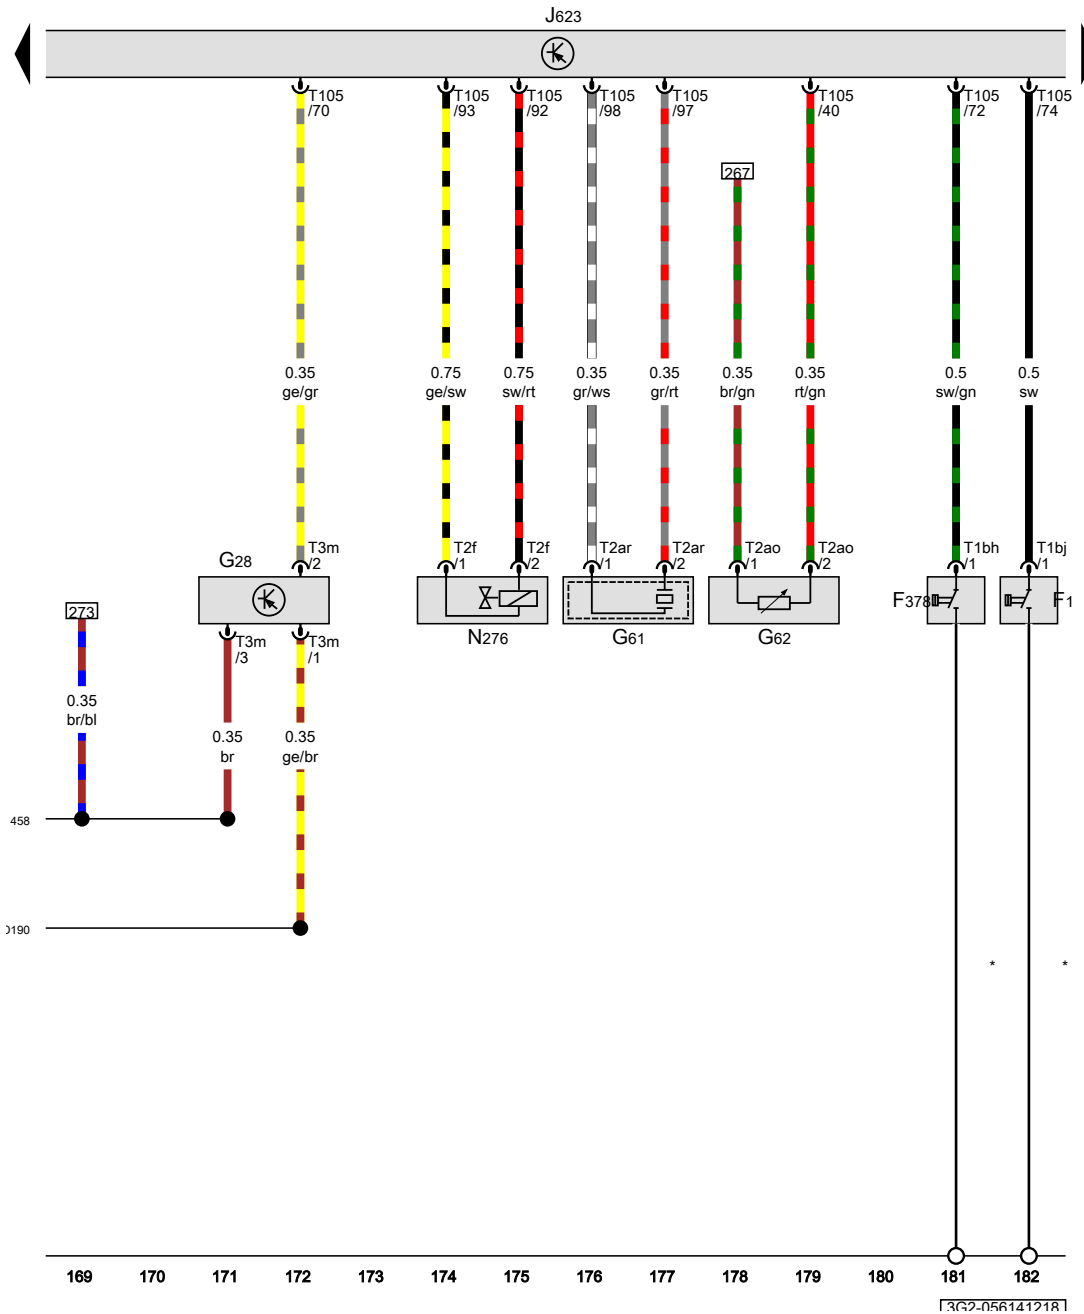 J623
T105 T105 T105 T105 T105 T105 T105 T105
/70 /93 /92 /98 /97 /40 /72 /74
267
0.35 0.75 0.75 0.35 0.35 0.35 0.35 0.5 0.5
ge/gr ge/sw sw/rt gr/ws gr/rt br/gn rt/gn sw/gn sw
G28 T3m T2f T2f T2ar T2ar T2ao T2ao T1bh T1bj
/2 /1 /2 /1 /2 /1 /2 /1 /1
273
F378 F1
T3m T3m N276 G61 G62
/3 /1
0.35
br/bl
0.35 0.35
br ge/br
458
0190
* *
169 170 171 172 173 174 175 176 177 178 179 180 181 182
3G2-056141218